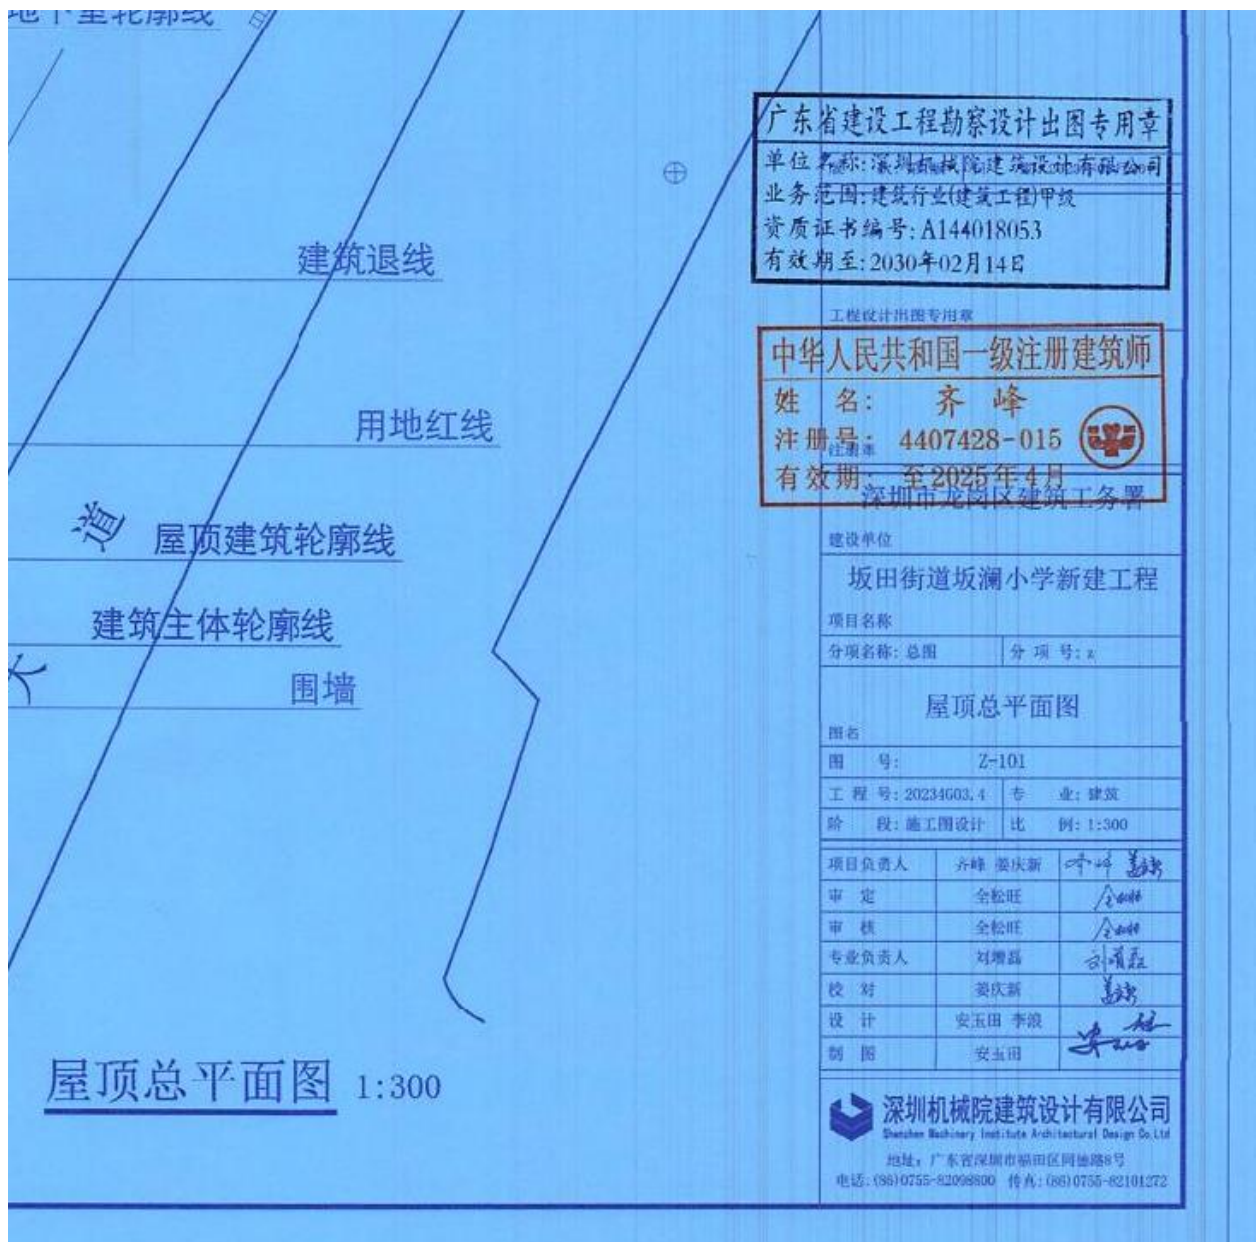 地下室轮廓线
广东省建设工程勘察设计出图专用章
单位名称:深圳机械院建筑设计有限公司
业务范围:建筑行业(建筑工程)甲级
资质证书编号:A144018053
有效期至:2030年02月14日
建筑退线
工程设计出图专用章
中华人民共和国一级注册建筑师
姓 名: 齐 峰
注册号: 4407428-015
有效期: 至2025年4月
用地红线
注册章
深圳市龙岗区建筑工务署
建设单位
道
屋顶建筑轮廓线
坂田街道坂澜小学新建工程
项目名称
建筑主体轮廓线
分项名称: 总图 分 项 号: z
大
围墙
屋顶总平面图
图名
图 号: Z-101
工 程 号: 20234G03.4 专 业: 建筑
阶 段: 施工图设计 比 例: 1:300
项目负责人 齐峰 姜庆新
审 定 全松旺
审 核 全松旺
专业负责人 刘增磊 刘增磊
校 对 姜庆新
设 计 安玉田 李浪
制 图 安玉田
屋顶总平面图 1:300
深圳机械院建筑设计有限公司
Shenzhen Machinery Institute Architectural Design Co.Ltd
地址: 广东省深圳市福田区同德路8号
电话:(86)0755-82098800 传真:(86)0755-82101272